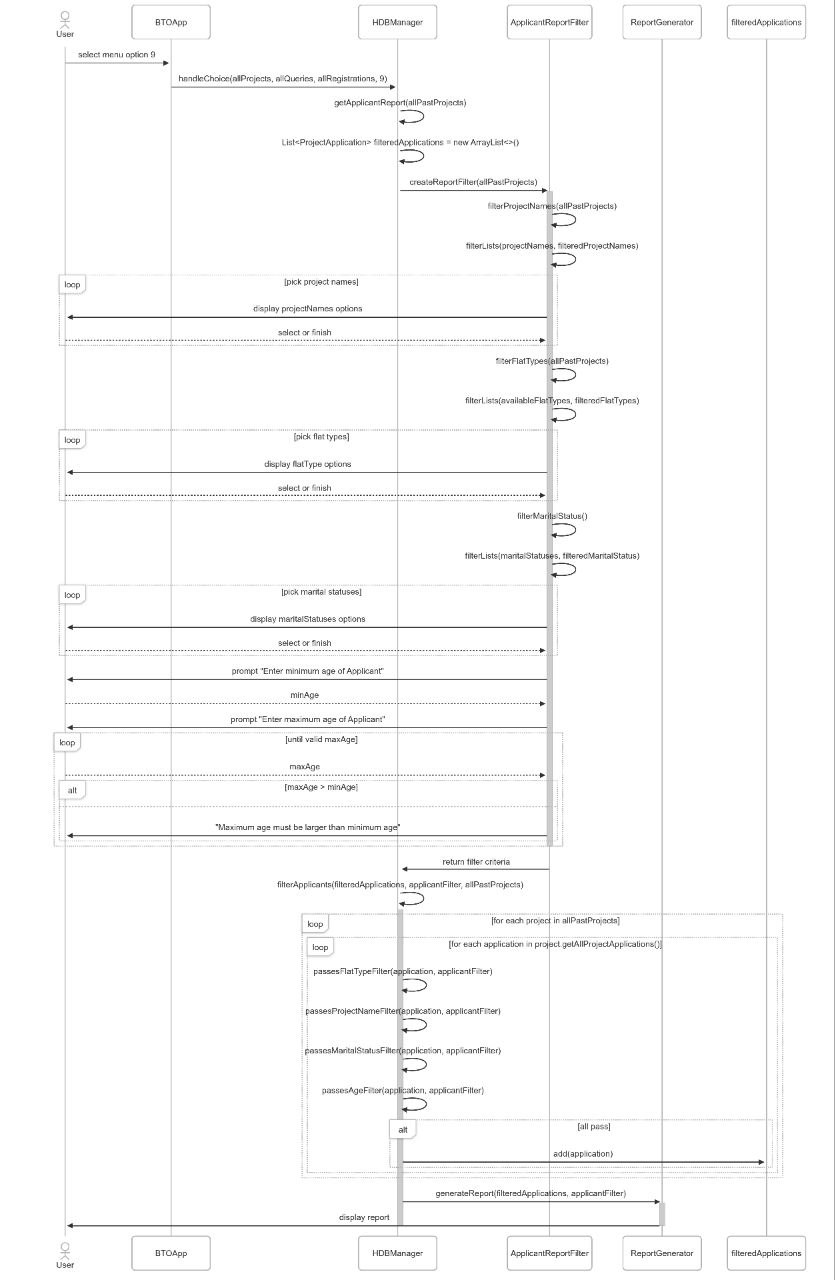 User
BTOApp
HDBManager
ApplicantReportFilter
ReportGenerator
filteredApplications
select menu option 9
handleChoice(allProjects, allQueries, allRegistrations, 9)
getApplicantReport(allPastProjects)
List<ProjectApplication> filteredApplications = new ArrayList<>()
createReportFilter(allPastProjects)
filterProjectNames(allPastProjects)
filterLists(projectNames, filteredProjectNames)
loop
[pick project names]
display projectNames options
select or finish
filterFlatTypes(allPastProjects)
filterLists(availableFlatTypes, filteredFlatTypes)
loop
[pick flat types]
display flatType options
select or finish
filterMaritalStatus()
filterLists(maritalStatuses, filteredMaritalStatus)
loop
[pick marital statuses]
display maritalStatuses options
select or finish
prompt "Enter minimum age of Applicant"
minAge
prompt "Enter maximum age of Applicant"
loop
[until valid maxAge]
maxAge
alt
[maxAge > minAge]
"Maximum age must be larger than minimum age"
return filter criteria
filterApplicants(filteredApplications, applicantFilter, allPastProjects)
loop
[for each project in allPastProjects]
loop
[for each application in project.getAllProjectApplications()]
passesFlatTypeFilter(application, applicantFilter)
passesProjectNameFilter(application, applicantFilter)
passesMaritalStatusFilter(application, applicantFilter)
passesAgeFilter(application, applicantFilter)
alt
[all pass]
add(application)
generateReport(filteredApplications, applicantFilter)
display report
User
BTOApp
HDBManager
ApplicantReportFilter
ReportGenerator
filteredApplications